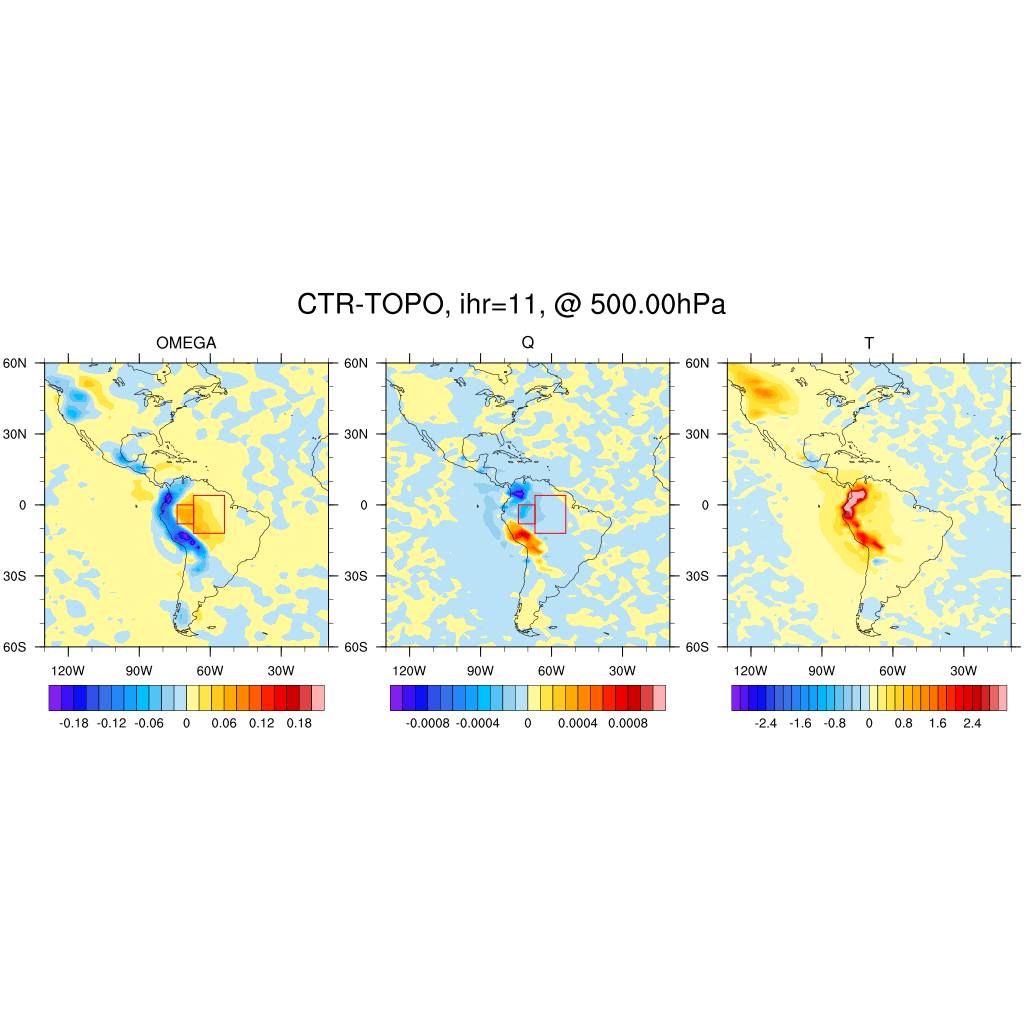 CTR-TOPO, ihr=11, @ 500.00hPa
OMEGA
60N
30N
0
30S
60S
120W 90W 60W 30W
-0.18 -0.12 -0.06 0 0.06 0.12 0.18
Q
60N
30N
0
30S
60S
120W 90W 60W 30W
-0.0008 -0.0004 0 0.0004 0.0008
T
60N
30N
0
30S
60S
120W 90W 60W 30W
-2.4 -1.6 -0.8 0 0.8 1.6 2.4